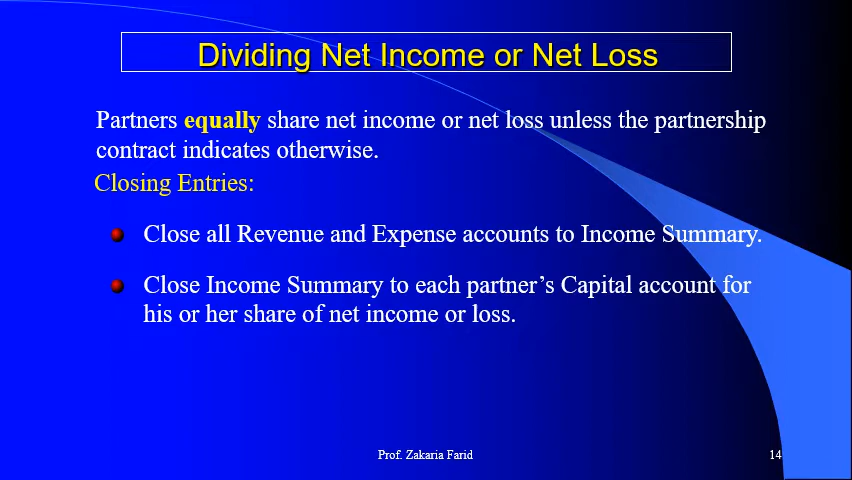 Dividing Net Income or Net Loss
Partners equally share net income or net loss unless the partnership
contract indicates otherwise.
Closing Entries:
Close all Revenue and Expense accounts to Income Summary.
Close Income Summary to each partner’s Capital account for
his or her share of net income or loss.
Prof. Zakaria Farid
14